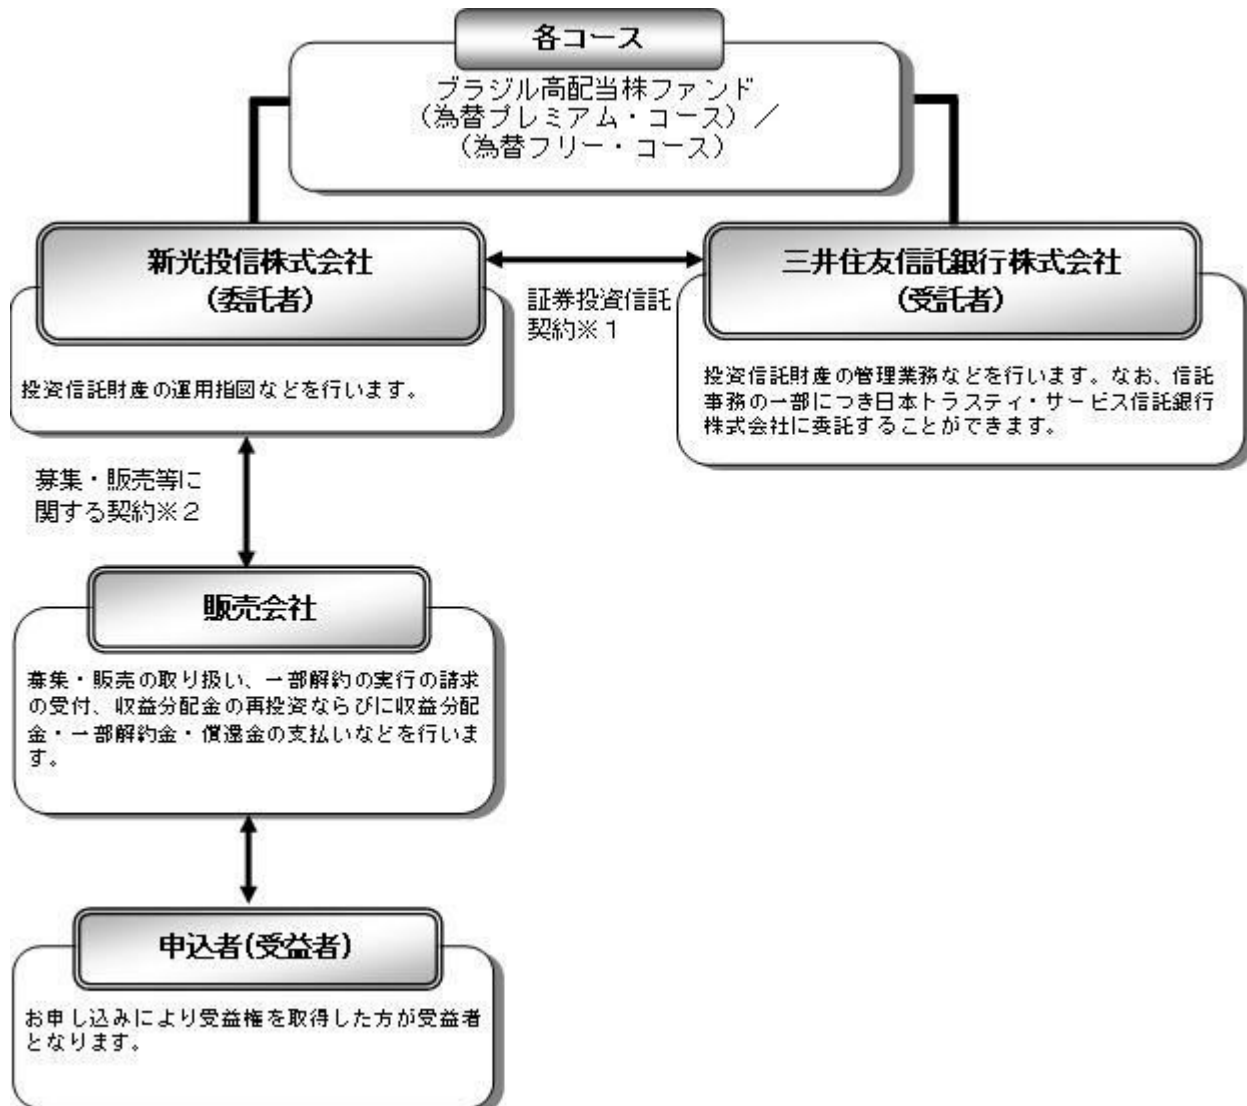 各コース
ブラジル高配当株ファンド
（為替プレミアム・コース）／
（為替フリー・コース）
新光投信株式会社
(委託者)
投資信託財産の運用指図などを行います。
証券投資信託
契約※１
三井住友信託銀行株式会社
(受託者)
投資信託財産の管理業務などを行います。なお、信託
事務の一部につき日本トラスティ・サービス信託銀行
株式会社に委託することができます。
募集・販売等に
関する契約※２
販売会社
募集・販売の取り扱い、一部解約の実行の請求
の受付、収益分配金の再投資ならびに収益分配
金・一部解約金・償還金の支払いなどを行いま
す。
申込者(受益者)
お申し込みにより受益権を取得した方が受益者
となります。